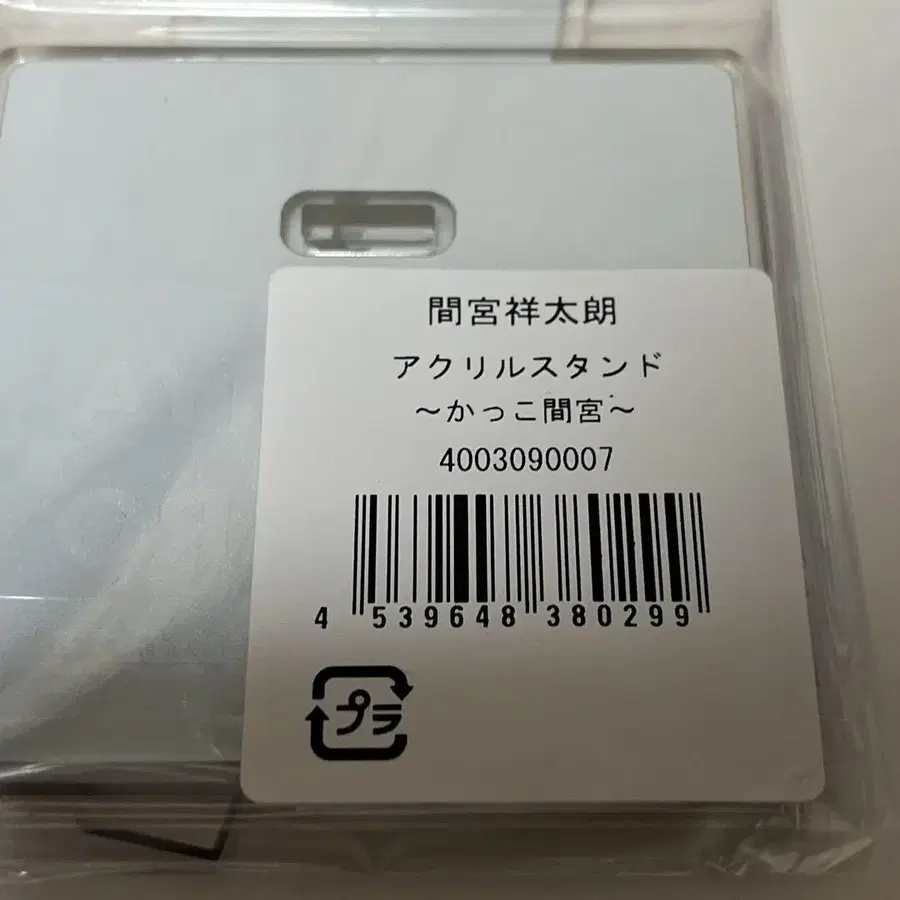 間宮祥太朗
アクリルスタンド
～かっこ間宮～
4003090007
4 539648 380299
プラ